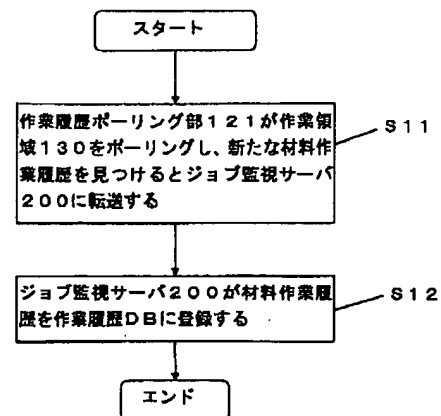 スタート
作業履歴ポーリング部121が作業領
域130をポーリングし、新たな材料作
業履歴を見つけるとジョブ監視サーバ
200に転送する
S11
ジョブ監視サーバ200が材料作業履
歴を作業履歴DBに登録する
S12
エンド